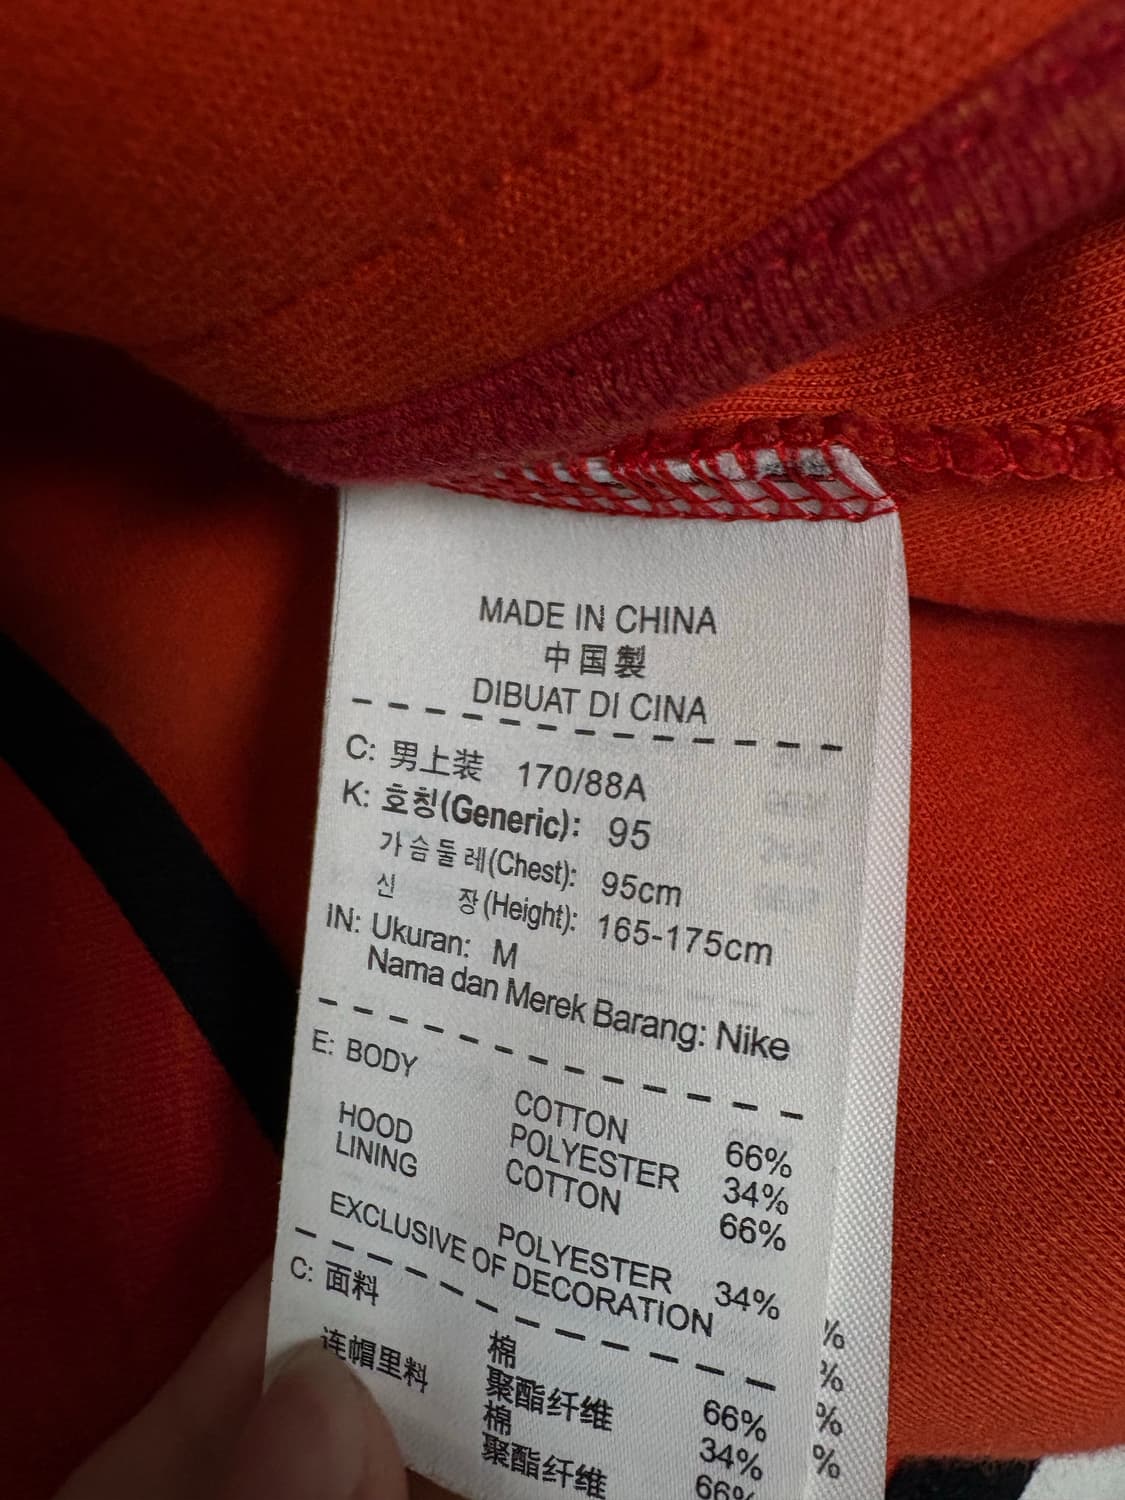 MADE IN CHINA
中国製
DIBUAT DI CINA
C: 男上装 170/88A
K: 호칭(Generic): 95
가슴둘레(Chest): 95cm
신 장(Height): 165-175cm
IN: Ukuran: M
Nama dan Merek Barang: Nike
E: BODY
COTTON 66%
POLYESTER 34%
HOOD LINING
COTTON 66%
POLYESTER 34%
EXCLUSIVE OF DECORATION
C: 面料
棉 66%
聚酯纤维 34%
连帽里料
棉 66%
聚酯纤维
%
%
%
%